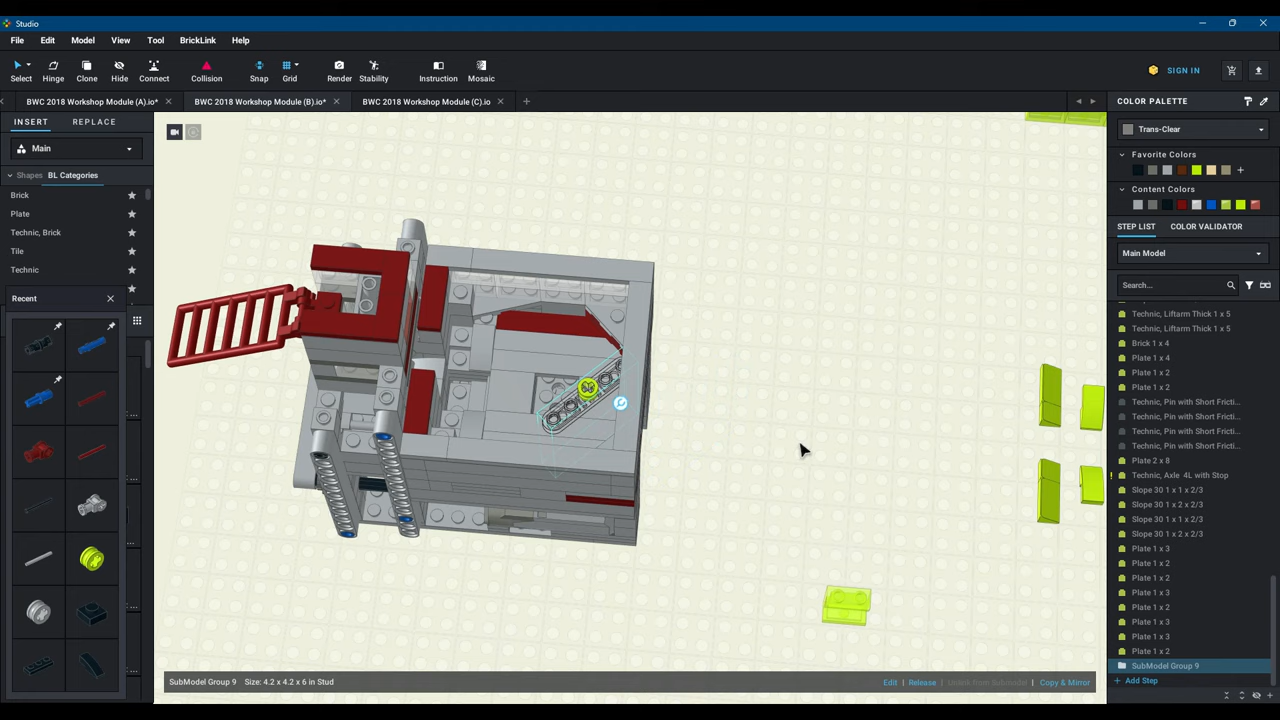 Studio
File Edit Model View Tool BrickLink Help
Select Hinge Clone Hide Connect Collision Snap Grid Render Stability Instruction Mosaic
SIGN IN
BWC 2018 Workshop Module (A).io*
BWC 2018 Workshop Module (B).io*
BWC 2018 Workshop Module (C).io
INSERT REPLACE
Main
Shapes BL Categories
Brick
Plate
Technic, Brick
Tile
Technic
Recent
SubModel Group 9 Size: 4.2 x 4.2 x 6 in Stud
Edit | Release | Unlink from Submodel | Copy & Mirror
COLOR PALETTE
Trans-Clear
Favorite Colors
Content Colors
STEP LIST COLOR VALIDATOR
Main Model
Search...
Technic, Liftarm Thick 1 x 5
Technic, Liftarm Thick 1 x 5
Brick 1 x 4
Plate 1 x 4
Plate 1 x 2
Plate 1 x 2
Technic, Pin with Short Fricti...
Technic, Pin with Short Fricti...
Technic, Pin with Short Fricti...
Technic, Pin with Short Fricti...
Plate 2 x 8
! Technic, Axle 4L with Stop
Slope 30 1 x 1 x 2/3
Slope 30 1 x 2 x 2/3
Slope 30 1 x 1 x 2/3
Slope 30 1 x 2 x 2/3
Plate 1 x 3
Plate 1 x 2
Plate 1 x 2
Plate 1 x 3
Plate 1 x 2
Plate 1 x 3
Plate 1 x 3
Plate 1 x 2
SubModel Group 9
+ Add Step